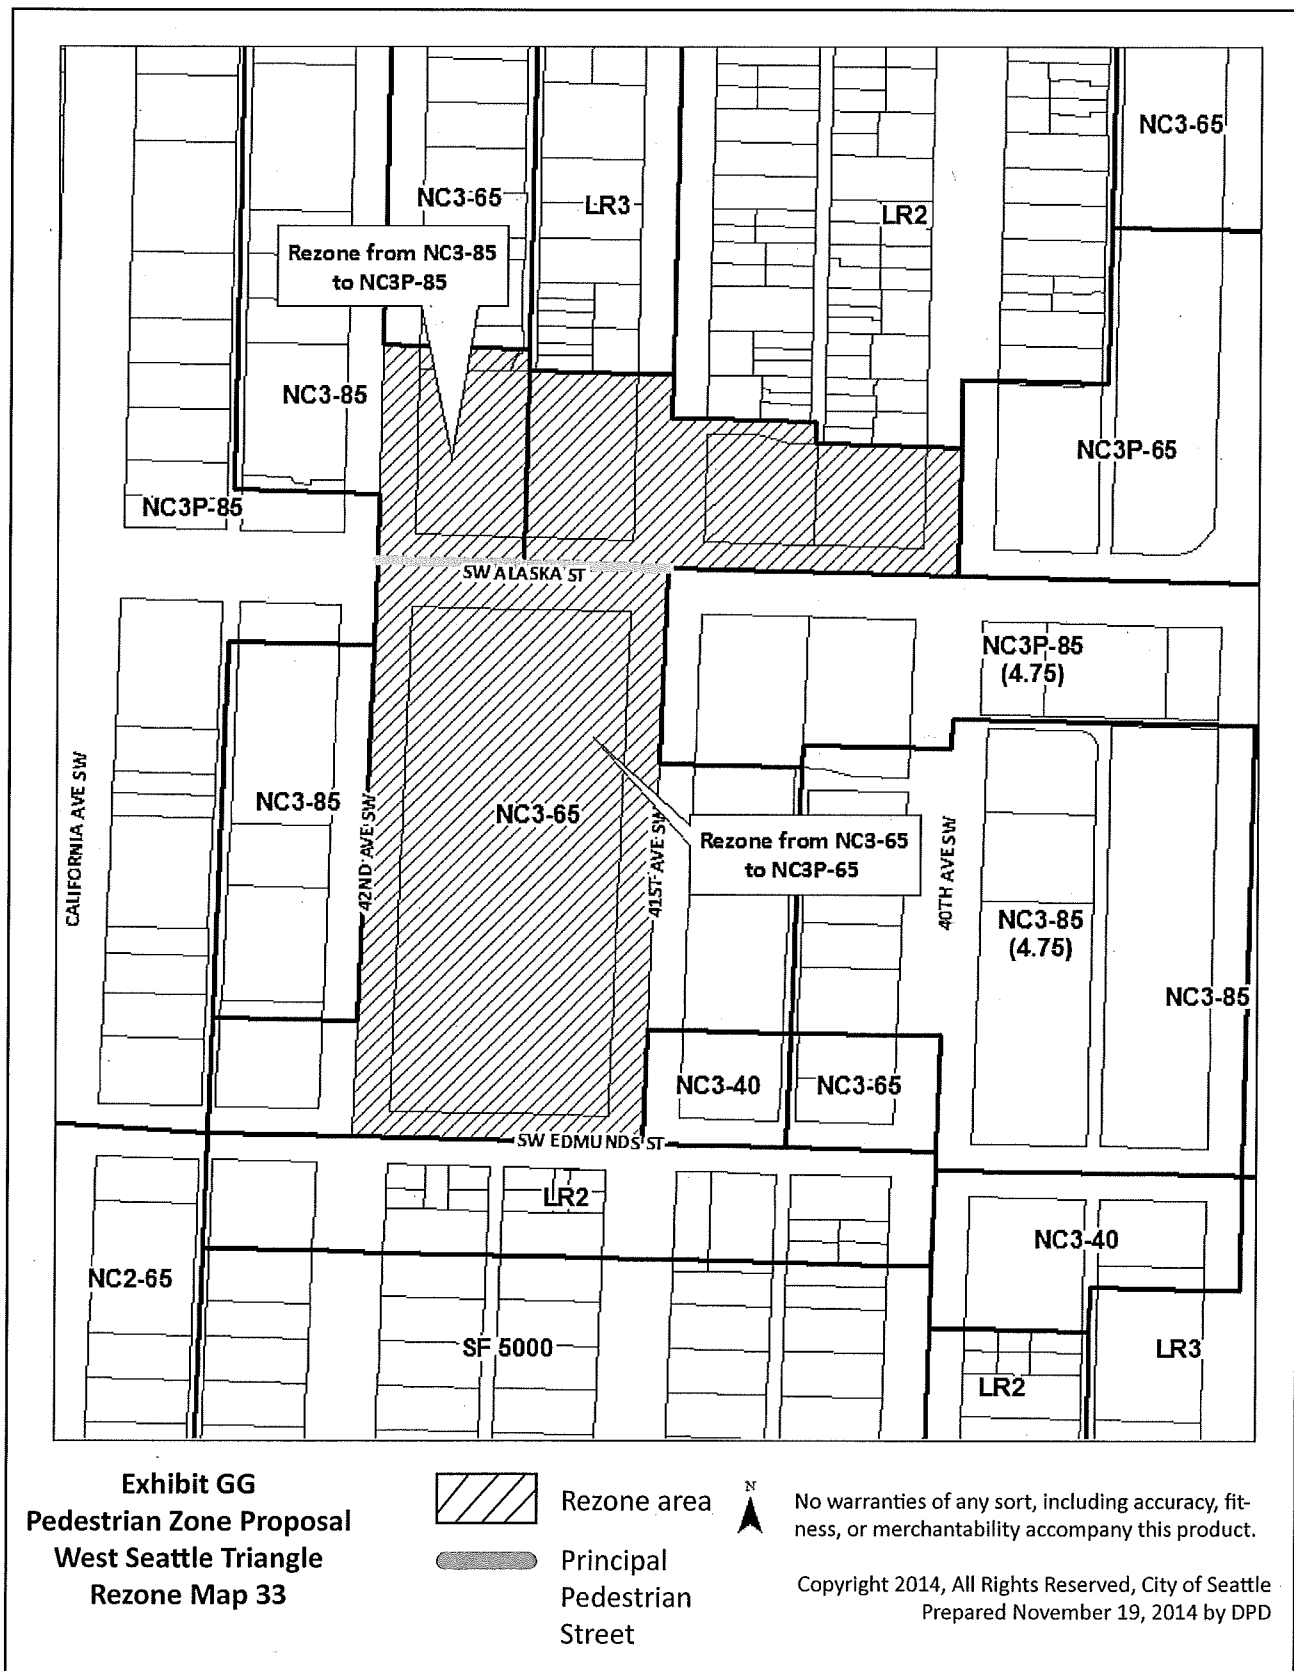 NC3-65
NC3-65
LR3
LR2
Rezone from NC3-85
to NC3P-85
NC3-85
NC3P-65
NC3P-85
SW ALASKA ST
NC3P-85
(4.75)
CALIFORNIA AVE SW
NC3-85
42ND AVE SW
NC3-65
41ST AVE SW
Rezone from NC3-65
to NC3P-65
40TH AVE SW
NC3-85
(4.75)
NC3-85
NC3-40
NC3-65
SW EDMUNDS ST
LR2
NC3-40
NC2-65
SF 5000
LR3
LR2
Exhibit GG
Pedestrian Zone Proposal
West Seattle Triangle
Rezone Map 33
Rezone area
Principal
Pedestrian
Street
N
No warranties of any sort, including accuracy, fit-
ness, or merchantability accompany this product.
Copyright 2014, All Rights Reserved, City of Seattle
Prepared November 19, 2014 by DPD